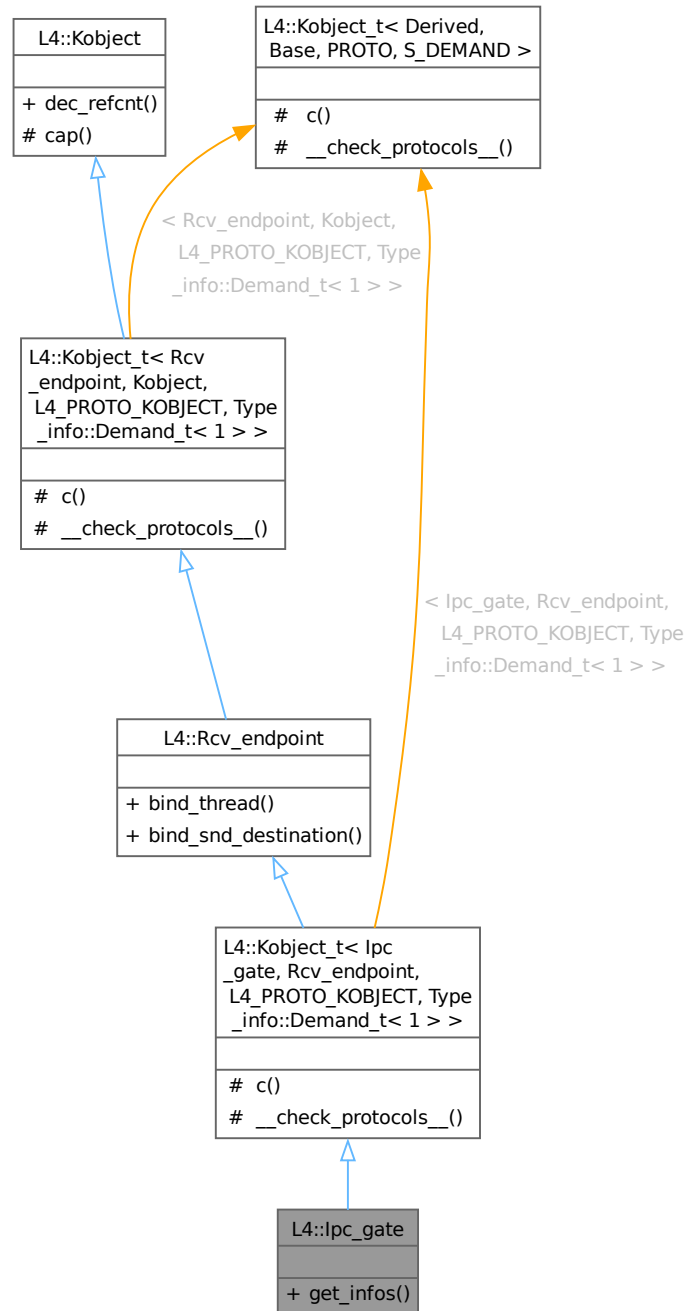 L4::Kobject
+ dec_refcnt()
# cap()
L4::Kobject_t< Derived,
Base, PROTO, S_DEMAND >
# c()
# __check_protocols__()
< Rcv_endpoint, Kobject,
L4_PROTO_KOBJECT, Type
_info::Demand_t< 1 > >
L4::Kobject_t< Rcv
_endpoint, Kobject,
L4_PROTO_KOBJECT, Type
_info::Demand_t< 1 > >
# c()
# __check_protocols__()
< Ipc_gate, Rcv_endpoint,
L4_PROTO_KOBJECT, Type
_info::Demand_t< 1 > >
L4::Rcv_endpoint
+ bind_thread()
+ bind_snd_destination()
L4::Kobject_t< Ipc
_gate, Rcv_endpoint,
L4_PROTO_KOBJECT, Type
_info::Demand_t< 1 > >
# c()
# __check_protocols__()
L4::Ipc_gate
+ get_infos()